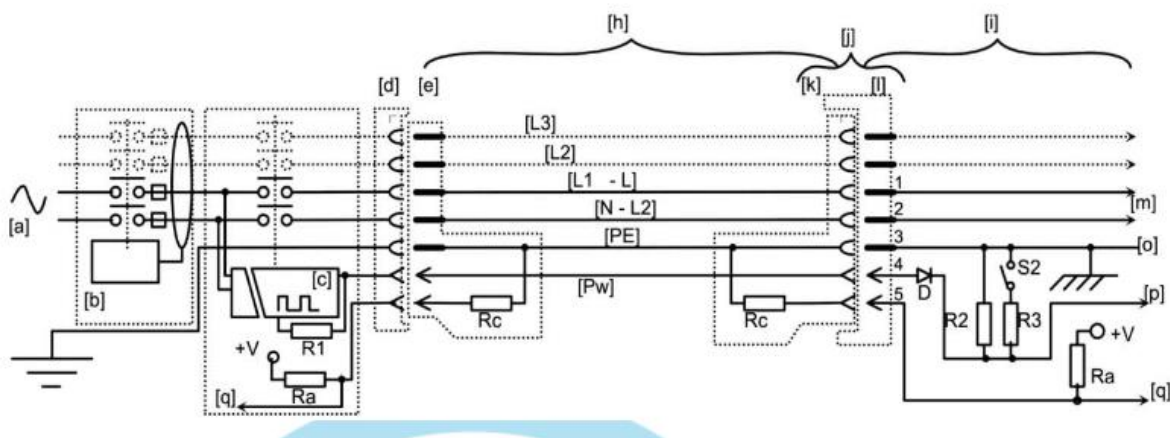 [h]
[j]
[i]
[d]
[e]
[k]
[l]
[L3]
[L2]
[L1 - L]
1
[a]
[N - L2]
2
[m]
[PE]
3
[o]
[b]
[c]
[Pw]
4
D
S2
[p]
R1
Rc
Rc
5
R2
R3
+V
+V
Ra
Ra
[q]
[q]